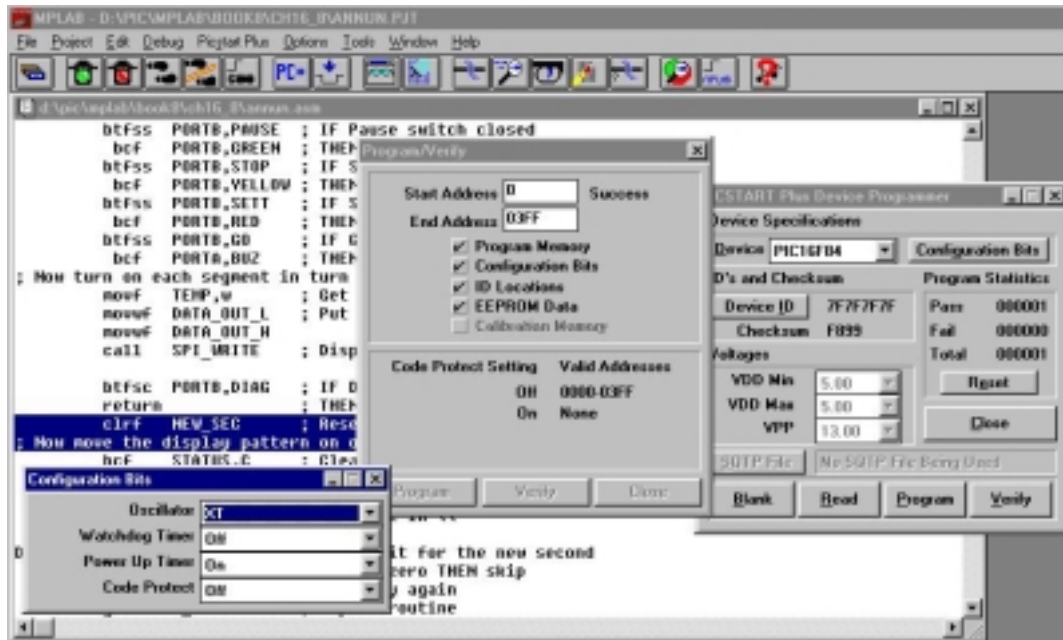 MPLAB - D:\PIC\MPLAB\BOOK8\CH16_8\ANNUN.PJT
File Project Edit Debug Picstart Plus Options Tools Window Help
d:\pic\mplab\book8\ch16_8\annun.asm
btfss PORTB,PAUSE ; IF Pause switch closed
bcf PORTB,GREEN ; THEN
btfss PORTB,STOP ; IF S
bcf PORTB,YELLOW ; THEN
btfss PORTB,SETT ; IF S
bcf PORTB,RED ; THEN
btfss PORTB,GO ; IF G
bcf PORTA,BUZ ; THEN
; Now turn on each segment in turn
movf TEMP,w ; Get
movwf DATA_OUT_L ; Put
movwf DATA_OUT_H
call SPI_WRITE ; Disp
btfsc PORTB,DIAG ; IF D
return ; THEN
clrf NEW_SEC ; Rese
; Now move the display pattern on o
bcf STATUS,C ; Clea
it for the new second
zero THEN skip
again
routine
Program/Verify
Start Address 0 Success
End Address 03FF
Program Memory
Configuration Bits
ID Locations
EEPROM Data
Calibration Memory
Code Protect Setting Valid Addresses
Off 0000-03FF
On None
Program Verify Close
CSTART Plus Device Programmer
Device Specifications
Device PIC16F84 Configuration Bits
D's and Checksum Program Statistics
Device ID 7F7F7F7F Pass 000001
Checksum F899 Fail 000000
Voltages Total 000001
VDD Min 5.00 Reset
VDD Max 5.00
VPP 13.00 Close
SQTP File No SQTP File Being Used
Blank Read Program Verify
Configuration Bits
Oscillator XT
Watchdog Timer Off
Power Up Timer On
Code Protect Off